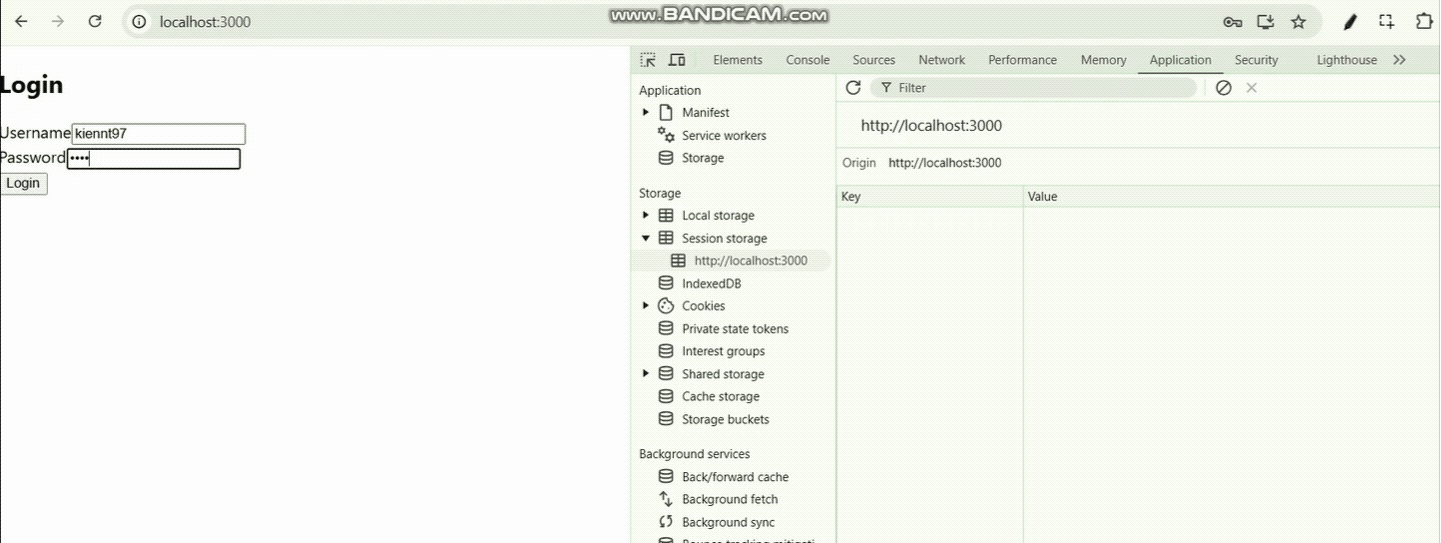 localhost:3000
www.BANDICAM.com
Login
Username kiennt97
Password ••••
Login
Elements Console Sources Network Performance Memory Application Security Lighthouse
Application
Manifest
Service workers
Storage
Storage
Local storage
Session storage
http://localhost:3000
IndexedDB
Cookies
Private state tokens
Interest groups
Shared storage
Cache storage
Storage buckets
Background services
Back/forward cache
Background fetch
Background sync
Filter
http://localhost:3000
Origin http://localhost:3000
Key Value